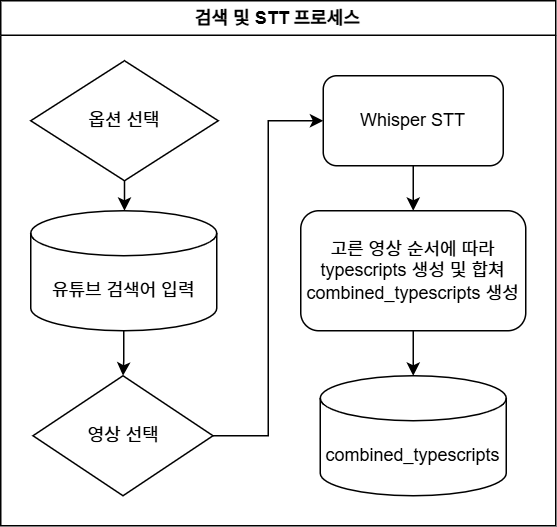 검색 및 STT 프로세스
옵션 선택
유튜브 검색어 입력
영상 선택
Whisper STT
고른 영상 순서에 따라
typescripts 생성 및 합쳐
combined_typescripts 생성
combined_typescripts